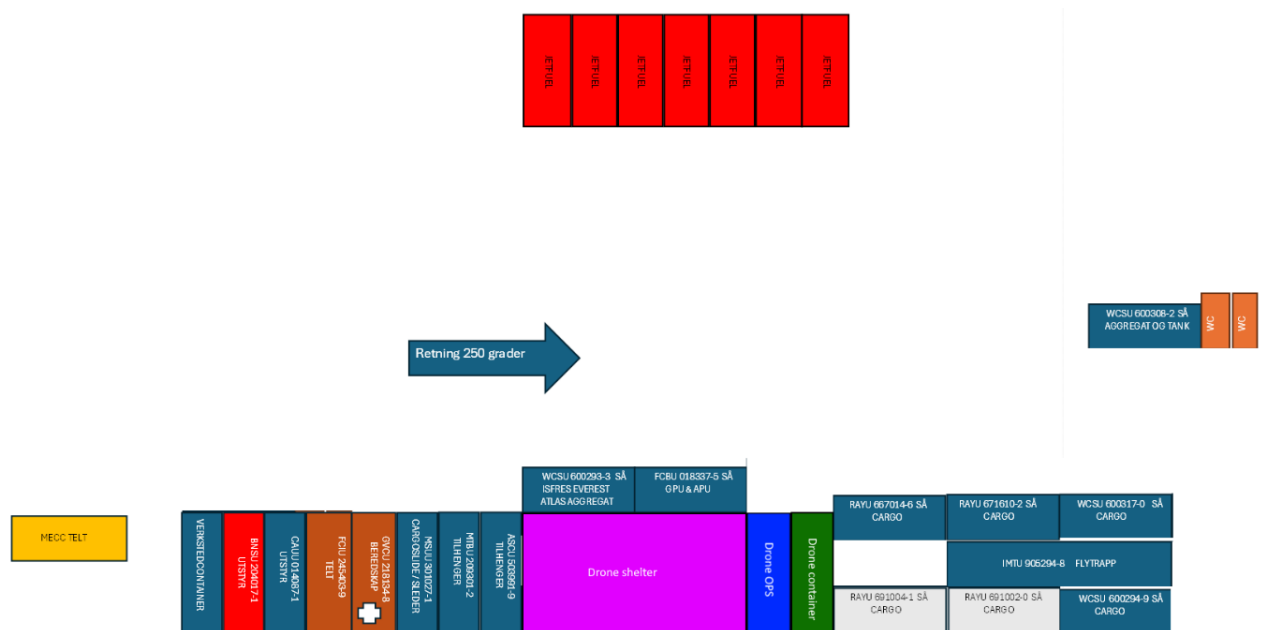 JETFUEL
JETFUEL
JETFUEL
JETFUEL
JETFUEL
JETFUEL
JETFUEL
WCSU 600308-2 SÅ
AGGREGAT OG TANK
WC
WC
Retning 250 grader
WCSU 600293-3 SÅ
ISFRES EVEREST
ATLAS AGGREGAT
FCBU 018337-5 SÅ
GPU & APU
MECC TELT
VERKSTEDCONTAINER
BNSU 204017-1
UTSTYR
CAUU 014087-1
UTSTYR
FCIU 245403-9
TELT
GVCU 218134-8
BEREDSKAP
MSUU 301027-1
CARGOSLIDE / SLEDER
MTBU 209301-2
TILHENGER
ASCU 503991-9
TILHENGER
Drone shelter
Drone OPS
Drone container
RAYU 667014-6 SÅ
CARGO
RAYU 671610-2 SÅ
CARGO
WCSU 600317-0 SÅ
CARGO
IMTU 905294-8 FLYTRAPP
RAYU 691004-1 SÅ
CARGO
RAYU 691002-0 SÅ
CARGO
WCSU 600294-9 SÅ
CARGO